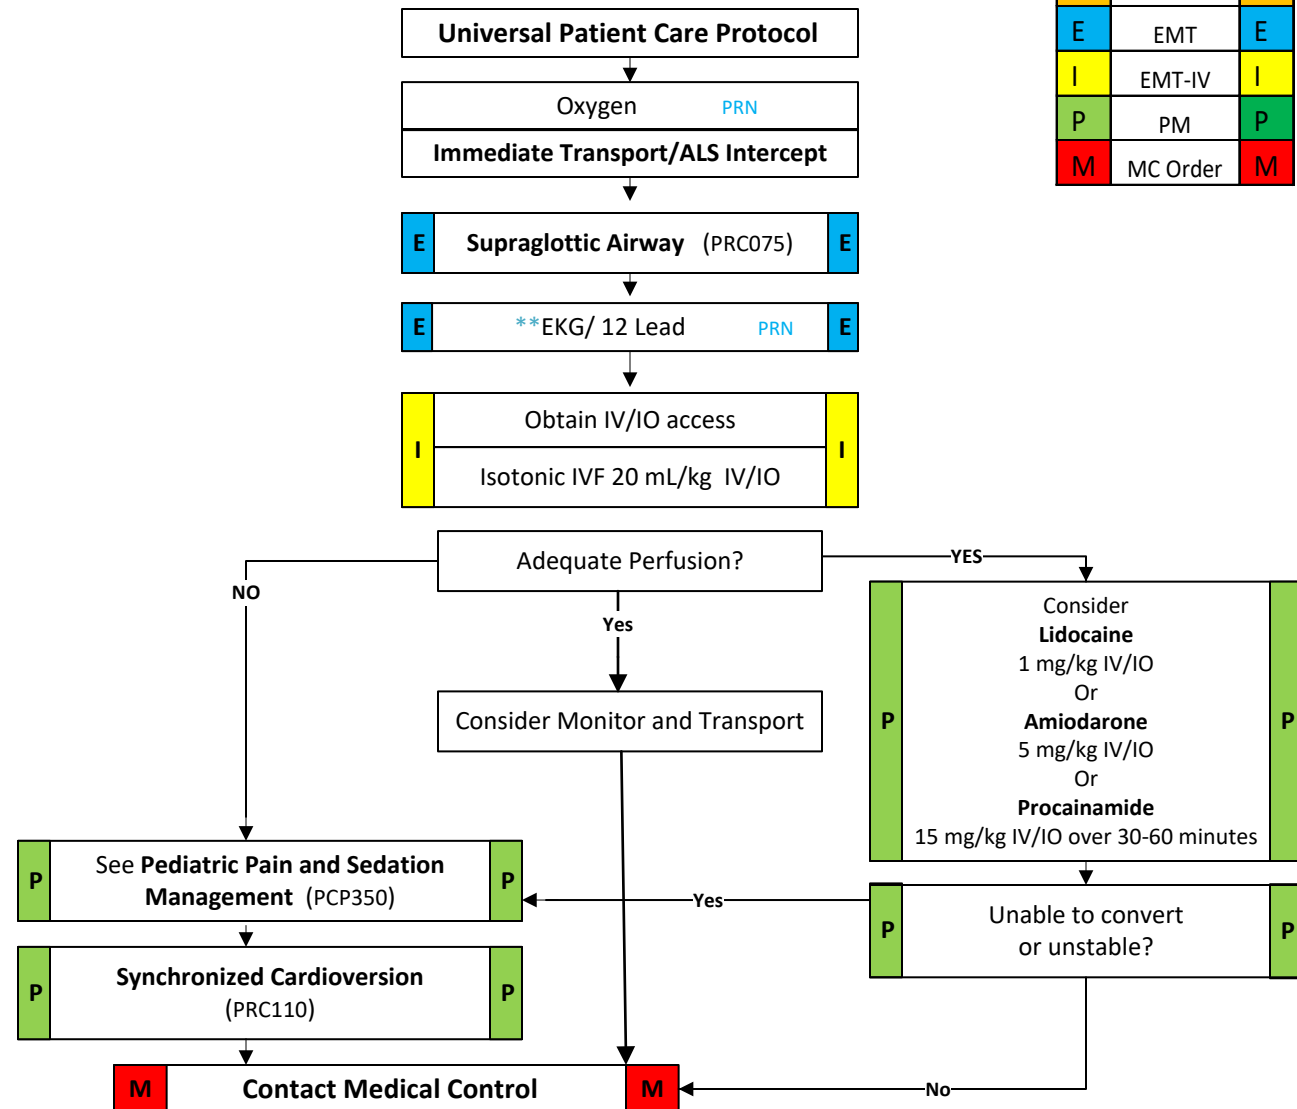 Universal Patient Care Protocol
E EMT E
I EMT-IV I
P PM P
M MC Order M
Oxygen PRN
Immediate Transport/ALS Intercept
E Supraglottic Airway (PRC075) E
E **EKG/ 12 Lead PRN E
Obtain IV/IO access
I I
Isotonic IVF 20 mL/kg IV/IO
Adequate Perfusion?
YES
NO
Yes
Consider
Lidocaine
1 mg/kg IV/IO
Or
P Amiodarone P
5 mg/kg IV/IO
Or
Procainamide
15 mg/kg IV/IO over 30-60 minutes
Consider Monitor and Transport
P See Pediatric Pain and Sedation P
Management (PCP350)
Yes
P Unable to convert P
or unstable?
P Synchronized Cardioversion P
(PRC110)
M Contact Medical Control M
No